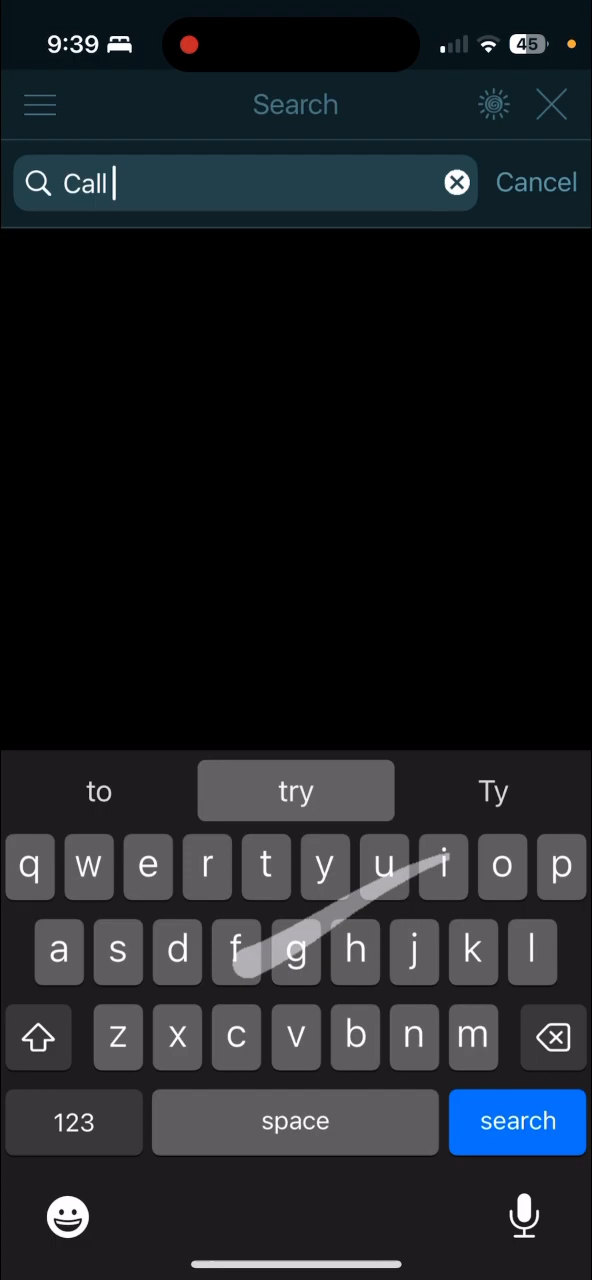 9:39
45
Search
Call
Cancel
to try Ty
q w e r t y u i o p
a s d f g h j k l
z x c v b n m
123 space search